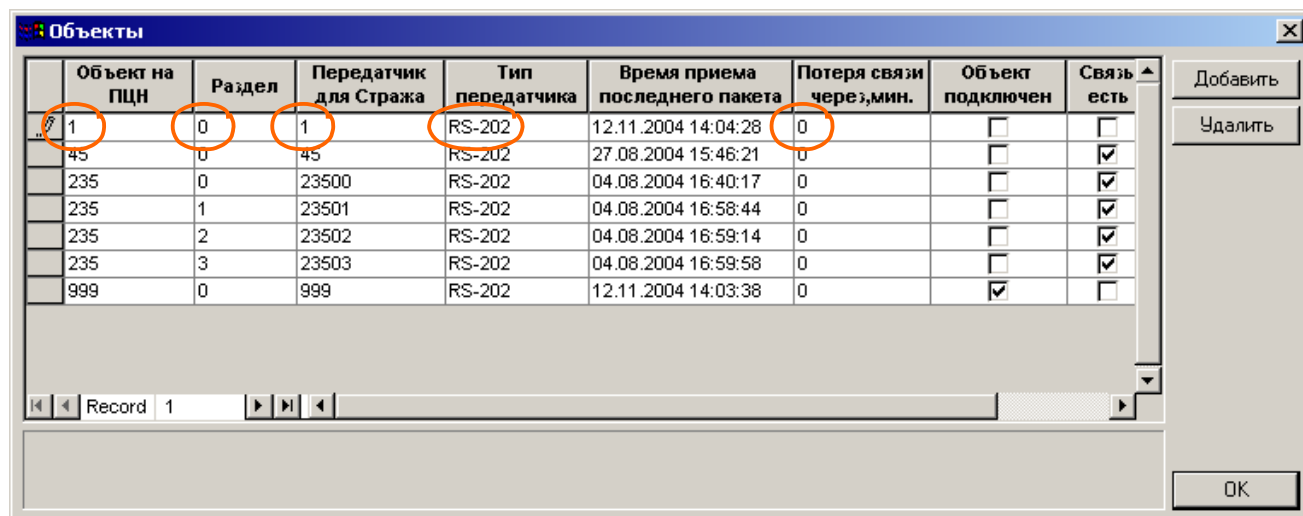 Объекты
Объект на ПЦН Раздел Передатчик для Стража Тип передатчика Время приема последнего пакета Потеря связи через,мин. Объект подключен Связь есть
1 0 1 RS-202 12.11.2004 14:04:28 0
45 0 45 RS-202 27.08.2004 15:46:21 0
235 0 23500 RS-202 04.08.2004 16:40:17 0
235 1 23501 RS-202 04.08.2004 16:58:44 0
235 2 23502 RS-202 04.08.2004 16:59:14 0
235 3 23503 RS-202 04.08.2004 16:59:58 0
999 0 999 RS-202 12.11.2004 14:03:38 0
Record 1
Добавить
Удалить
OK